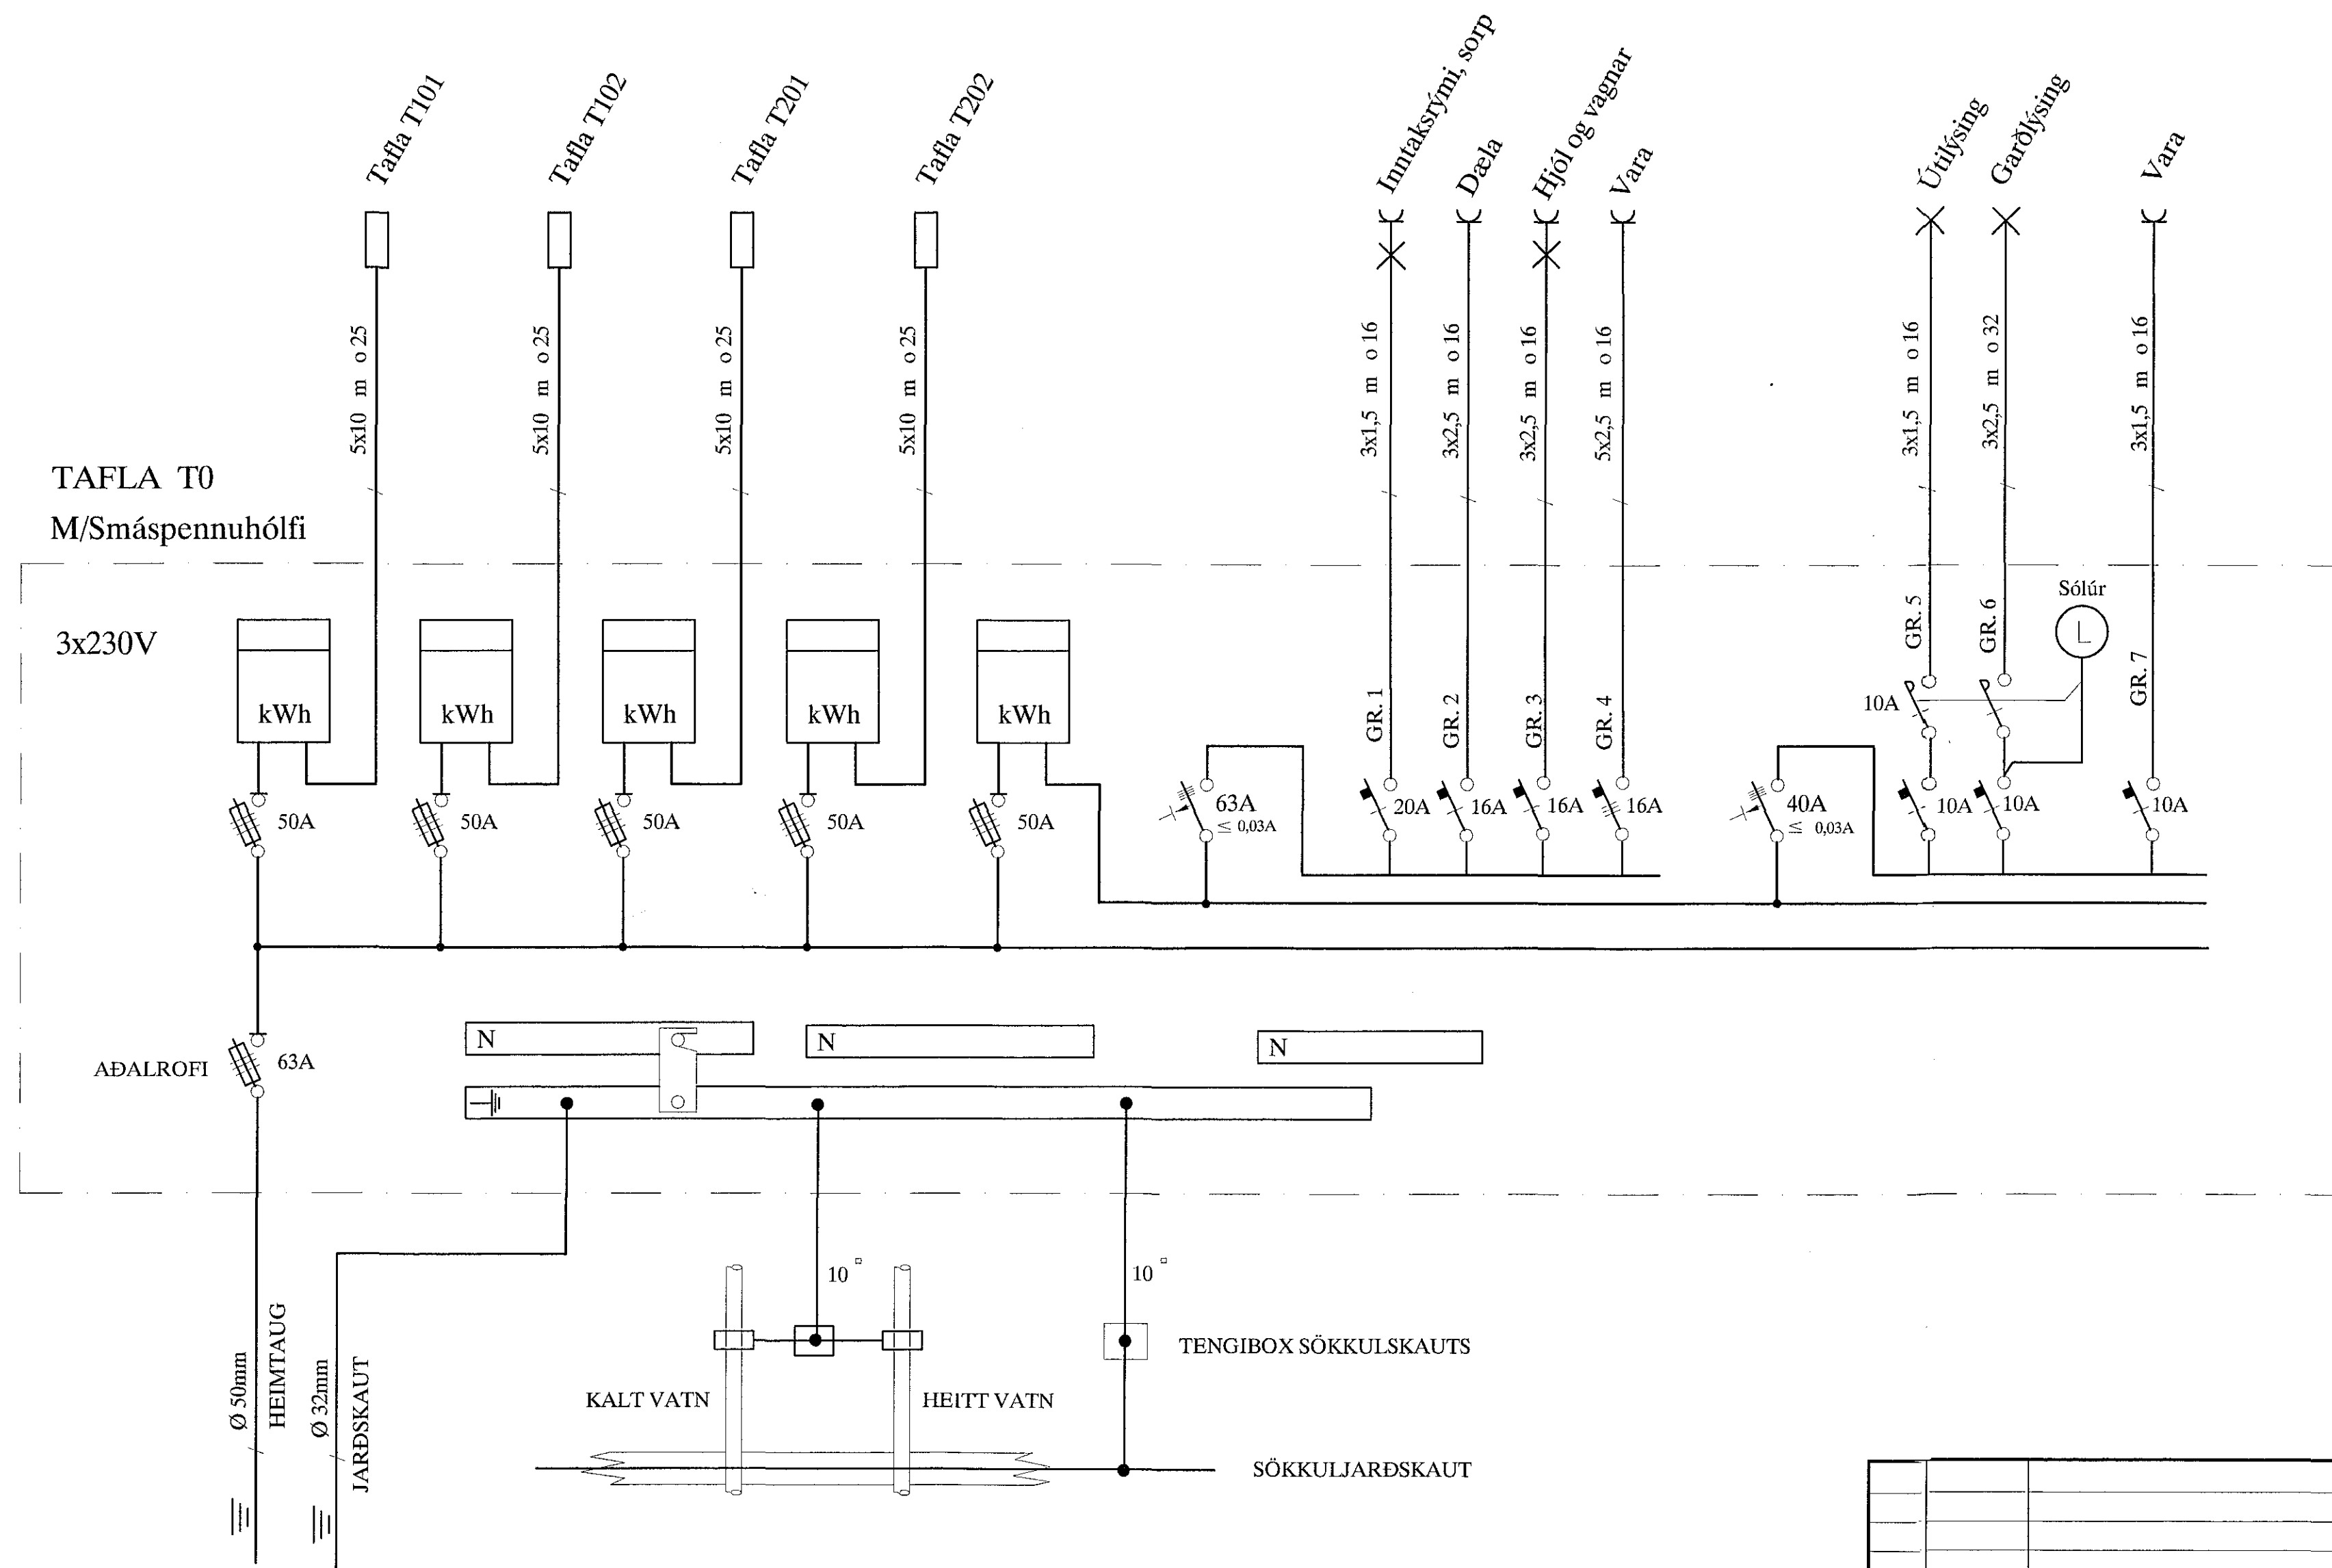 Tafla T101
Tafla T102
Tafla T201
Tafla T202
Inntaksrými, sorp
Dæla
Hjól og vagnar
Vara
Útilýsing
Garðlýsing
Vara
5x10 m o 25
5x10 m o 25
5x10 m o 25
5x10 m o 25
3x1,5 m o 16
3x2,5 m o 16
3x2,5 m o 16
5x2,5 m o 16
3x1,5 m o 16
3x2,5 m o 32
3x1,5 m o 16
TAFLA T0
M/Smáspennuhólfi
3x230V
kWh
kWh
kWh
kWh
kWh
GR. 1
GR. 2
GR. 3
GR. 4
GR. 5
GR. 6
Sólúr
L
GR. 7
10A
50A
50A
50A
50A
50A
63A
≤ 0,03A
20A
16A
16A
16A
40A
≤ 0,03A
10A
10A
10A
N
N
N
AÐALROFI
63A
10 □
10 □
Ø 50mm
HEIMTAUG
Ø 32mm
JARÐSKAUT
KALT VATN
HEITT VATN
TENGIBOX SÖKKULSKAUTS
SÖKKULJARÐSKAUT